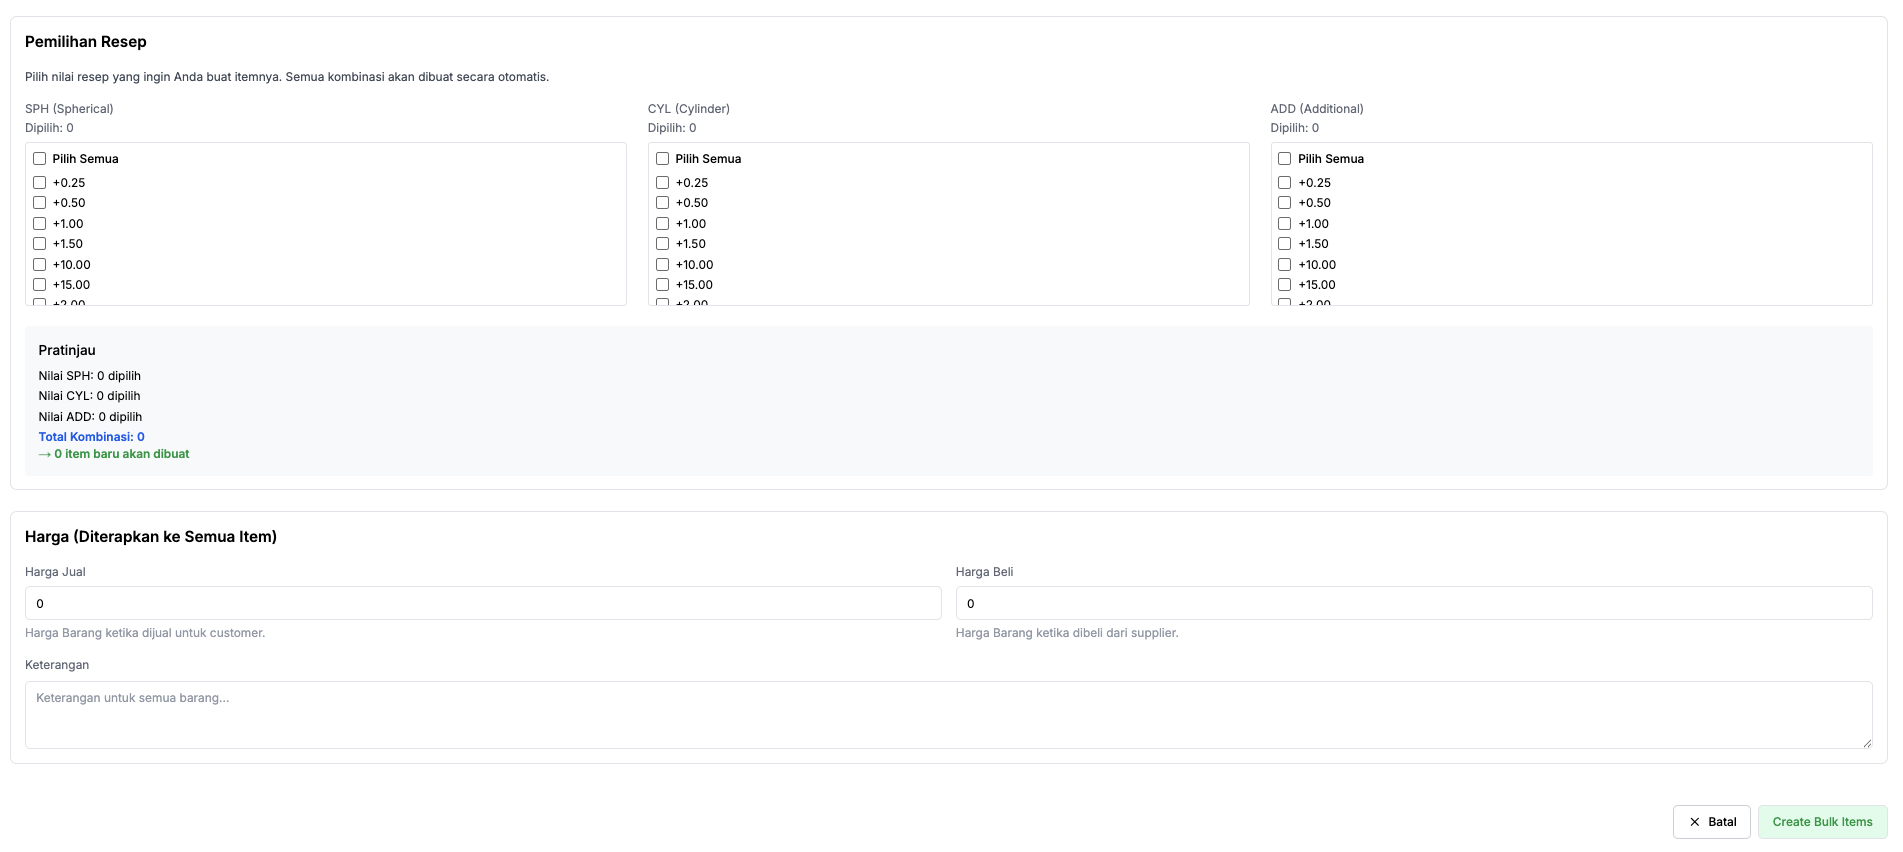 Pemilihan Resep
Pilih nilai resep yang ingin Anda buat itemnya. Semua kombinasi akan dibuat secara otomatis.
SPH (Spherical)
Dipilih: 0
Pilih Semua
+0.25
+0.50
+1.00
+1.50
+10.00
+15.00
+2.00
CYL (Cylinder)
Dipilih: 0
Pilih Semua
+0.25
+0.50
+1.00
+1.50
+10.00
+15.00
+2.00
ADD (Additional)
Dipilih: 0
Pilih Semua
+0.25
+0.50
+1.00
+1.50
+10.00
+15.00
+2.00
Pratinjau
Nilai SPH: 0 dipilih
Nilai CYL: 0 dipilih
Nilai ADD: 0 dipilih
Total Kombinasi: 0
→ 0 item baru akan dibuat
Harga (Diterapkan ke Semua Item)
Harga Jual
0
Harga Barang ketika dijual untuk customer.
Harga Beli
0
Harga Barang ketika dibeli dari supplier.
Keterangan
Keterangan untuk semua barang...
× Batal
Create Bulk Items